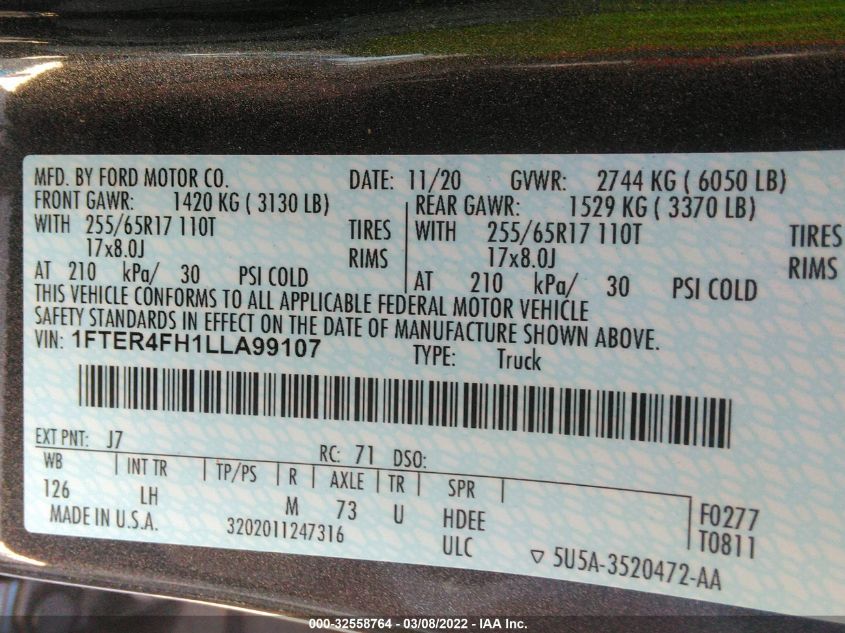 MFD. BY FORD MOTOR CO. DATE: 11/20 GVWR: 2744 KG ( 6050 LB)
FRONT GAWR: 1420 KG ( 3130 LB) REAR GAWR: 1529 KG ( 3370 LB)
WITH 255/65R17 110T TIRES WITH 255/65R17 110T TIRES
17x8.0J RIMS 17x8.0J RIMS
AT 210 kPa/ 30 PSI COLD AT 210 kPa/ 30 PSI COLD
THIS VEHICLE CONFORMS TO ALL APPLICABLE FEDERAL MOTOR VEHICLE
SAFETY STANDARDS IN EFFECT ON THE DATE OF MANUFACTURE SHOWN ABOVE.
VIN: 1FTER4FH1LLA99107 TYPE: Truck
EXT PNT: J7 RC: 71 DSO:
WB INT TR TP/PS R AXLE TR SPR
126 LH M 73 U HDEE F0277
MADE IN U.S.A. 3202011247316 ULC T0811
5U5A-3520472-AA
000-32558764 - 03/08/2022 - IAA Inc.